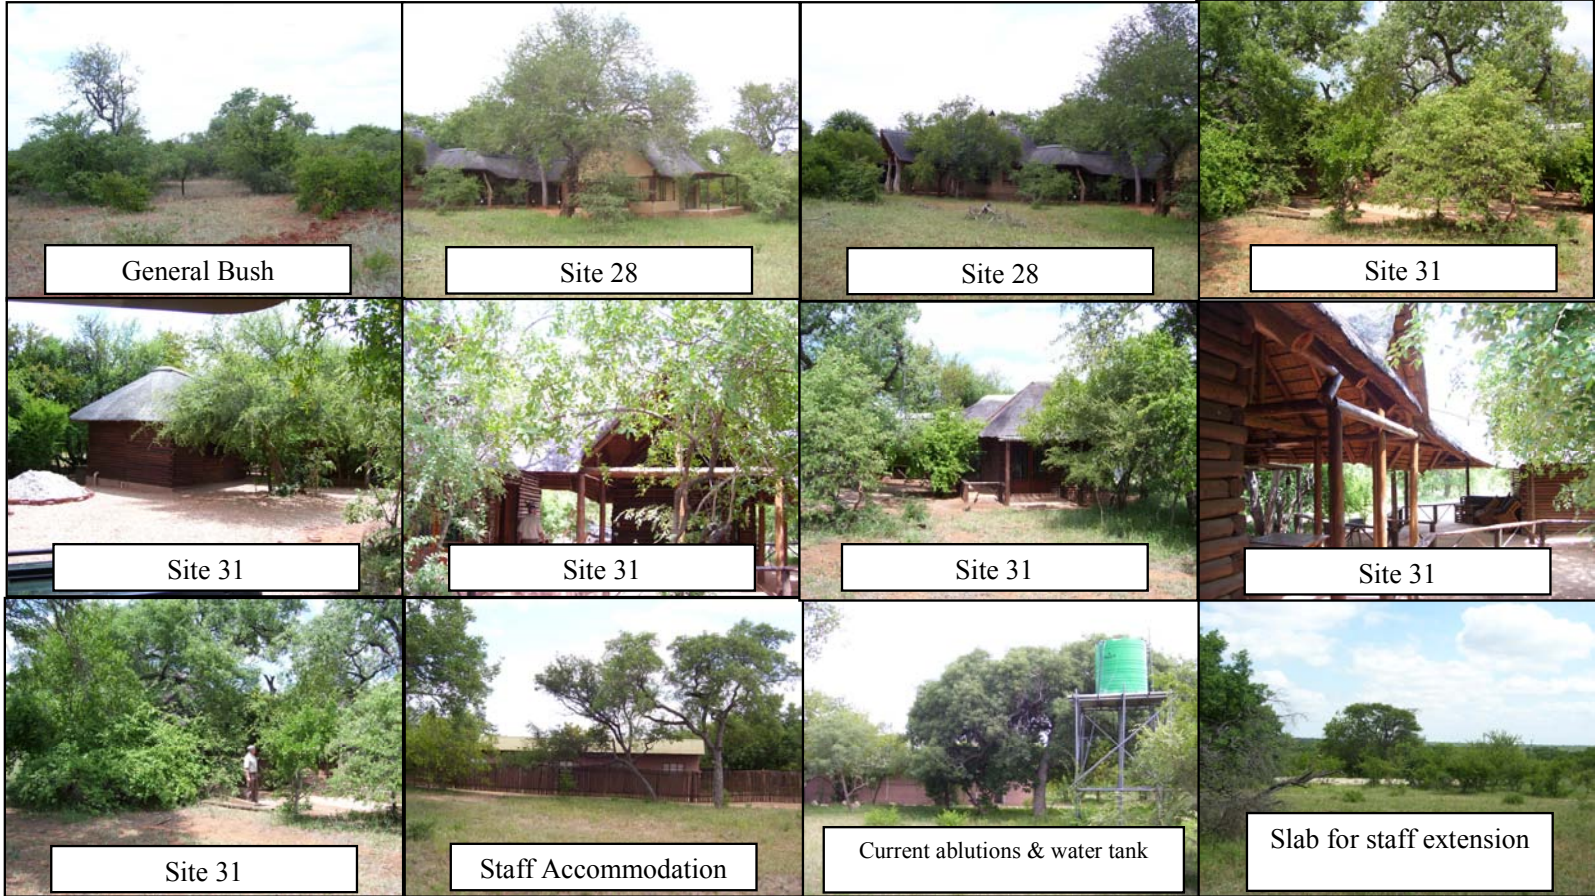 General Bush
Site 28
Site 28
Site 31
Site 31
Site 31
Site 31
Site 31
Site 31
Staff Accommodation
Current ablutions & water tank
Slab for staff extension